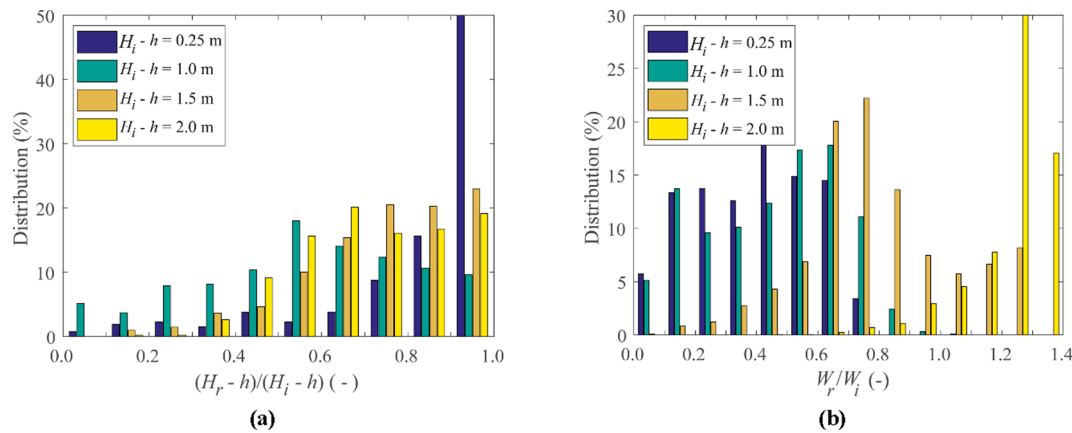 (a)
50
40
30
20
10
0
Distribution (%)
H_i - h = 0.25 m
H_i - h = 1.0 m
H_i - h = 1.5 m
H_i - h = 2.0 m
0.0 0.2 0.4 0.6 0.8 1.0
(H_r - h)/(H_i - h) ( - )
(a)
(b)
30
25
20
15
10
5
0
Distribution (%)
H_i - h = 0.25 m
H_i - h = 1.0 m
H_i - h = 1.5 m
H_i - h = 2.0 m
0.0 0.2 0.4 0.6 0.8 1.0 1.2 1.4
W_r/W_i (-)
(b)